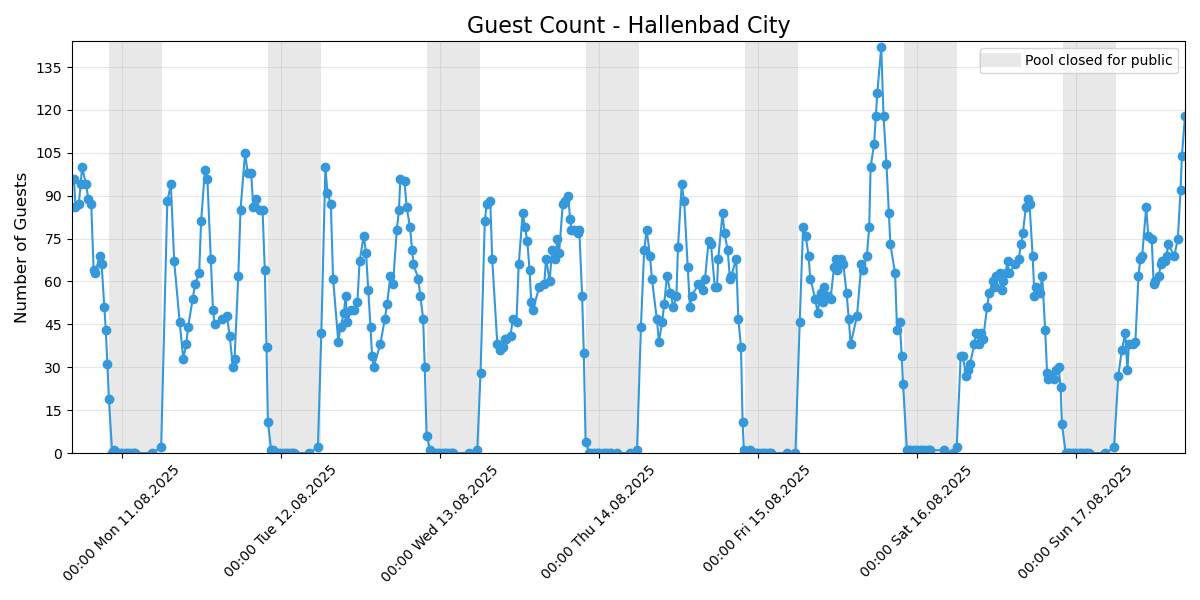 Guest Count - Hallenbad City
Pool closed for public
Number of Guests
135
120
105
90
75
60
45
30
15
0
00:00 Mon 11.08.2025
00:00 Tue 12.08.2025
00:00 Wed 13.08.2025
00:00 Thu 14.08.2025
00:00 Fri 15.08.2025
00:00 Sat 16.08.2025
00:00 Sun 17.08.2025